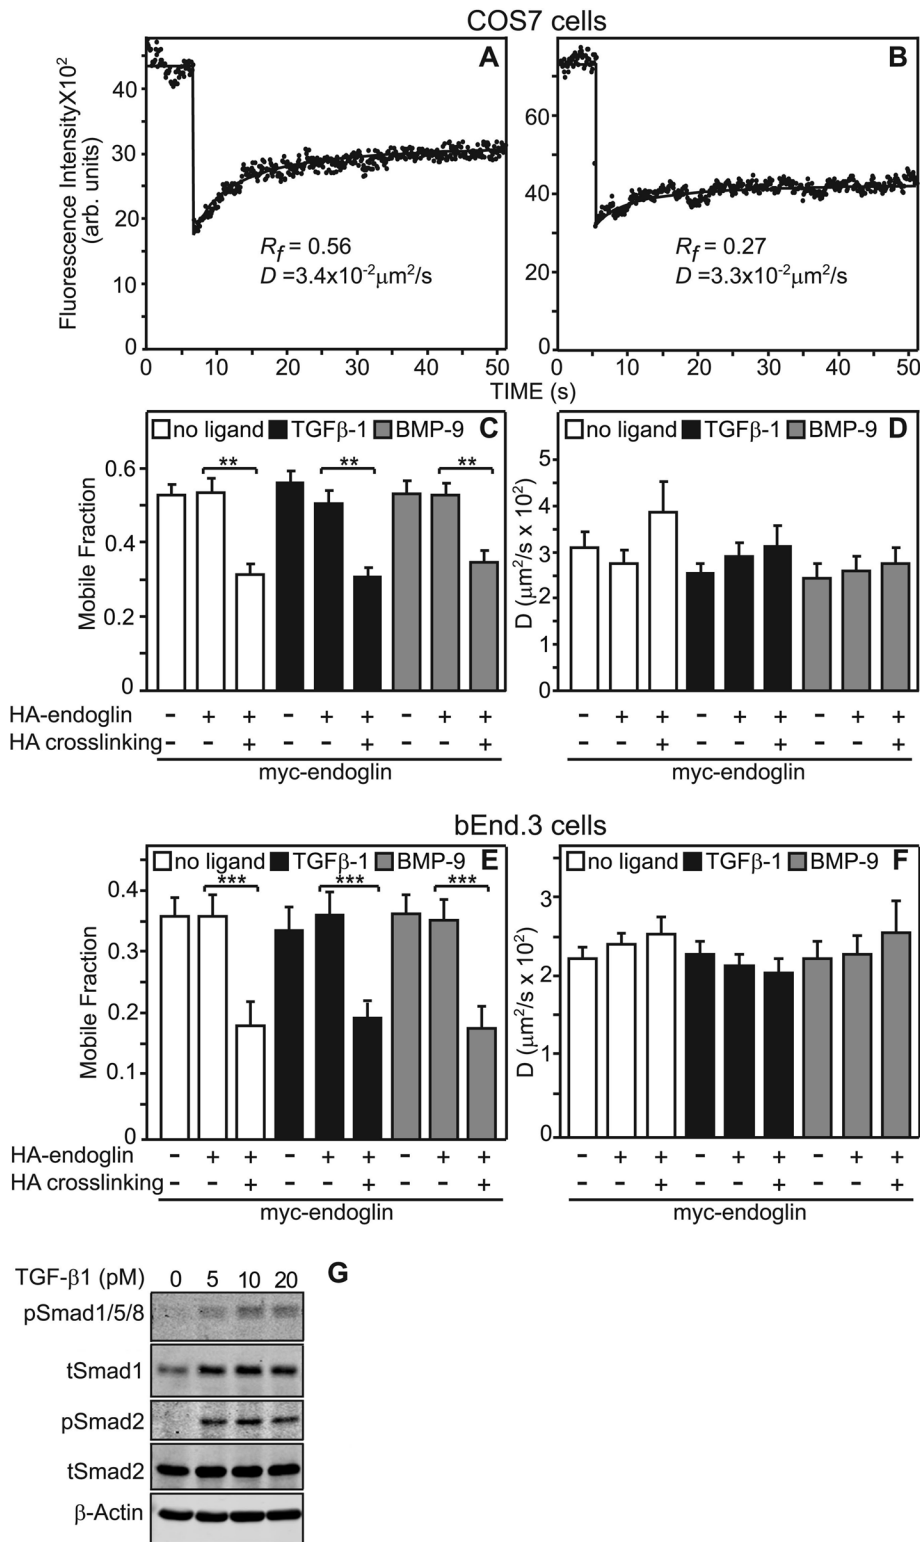 COS7 cells
A
B
Fluorescence IntensityX10²
(arb. units)
40
30
20
10
0
60
40
20
0
R_f = 0.56
D =3.4x10⁻²μm²/s
R_f = 0.27
D =3.3x10⁻²μm²/s
0 10 20 30 40 50
0 10 20 30 40 50
TIME (s)
no ligand TGFβ-1 BMP-9 C
no ligand TGFβ-1 BMP-9 D
** ** **
Mobile Fraction
0.6
0.4
0.2
0
D (μm²/s x 10²)
5
4
3
2
1
0
HA-endoglin - + + - + + - + + - + + - + + - + +
HA crosslinking - - + - - + - - + - - + - - + - - +
myc-endoglin myc-endoglin
bEnd.3 cells
no ligand TGFβ-1 BMP-9 E
no ligand TGFβ-1 BMP-9 F
*** *** ***
Mobile Fraction
0.4
0.3
0.2
0.1
0
D (μm²/s x 10²)
3
2
1
0
HA-endoglin - + + - + + - + + - + + - + + - + +
HA crosslinking - - + - - + - - + - - + - - + - - +
myc-endoglin myc-endoglin
TGF-β1 (pM) 0 5 10 20 G
pSmad1/5/8
tSmad1
pSmad2
tSmad2
β-Actin